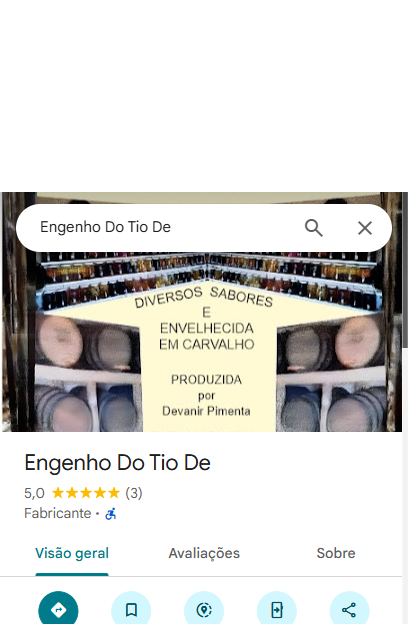 Engenho Do Tio De
DIVERSOS SABORES
E
ENVELHECIDA
EM CARVALHO
PRODUZIDA
por
Devanir Pimenta
Engenho Do Tio De
5,0 (3)
Fabricante ·
Visão geral Avaliações Sobre